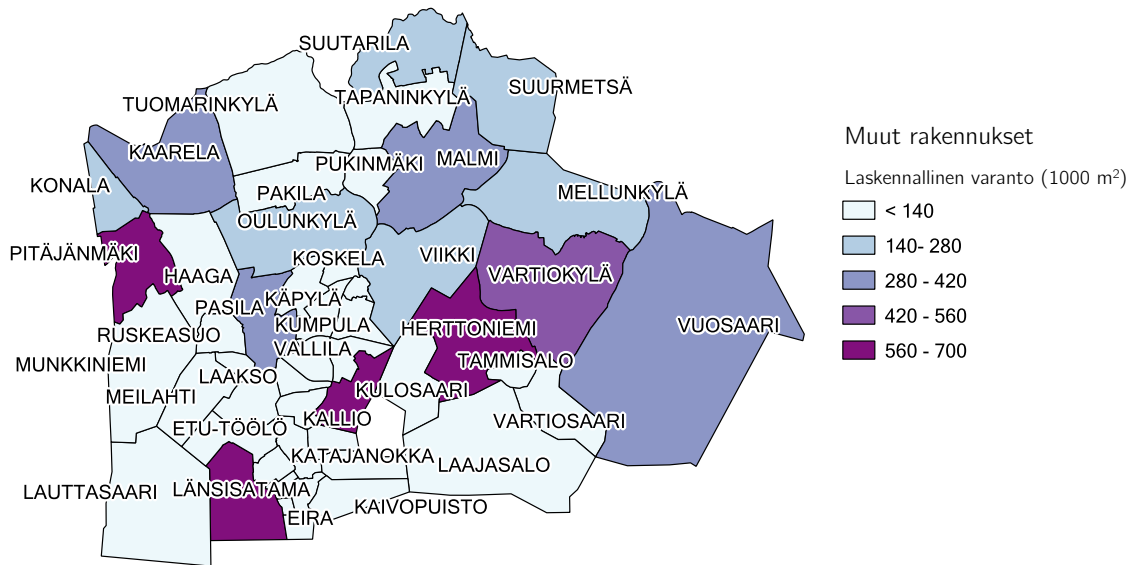 SUUTARILA
SUURMETSÄ
TAPANINKYLÄ
TUOMARINKYLÄ
KAARELA
PUKINMÄKI
MALMI
KONALA
PAKILA
MELLUNKYLÄ
OULUNKYLÄ
PITÄJÄNMÄKI
HAAGA
KOSKELA
VIIKKI
VARTIOKYLÄ
PASILA
KÄPYLÄ
RUSKEASUO
KUMPULA
HERTTONIEMI
VUOSAARI
MUNKKINIEMI
VALLILA
TAMMISALO
LAAKSO
MEILAHTI
KULOSAARI
KALLIO
ETU-TÖÖLÖ
VARTIOSAARI
KATAJANOKKA
LAAJASALO
LAUTTASAARI
LÄNSISATAMA
EIRA
KAIVOPUISTO
Muut rakennukset
Laskennallinen varanto (1000 m²)
< 140
140- 280
280 - 420
420 - 560
560 - 700